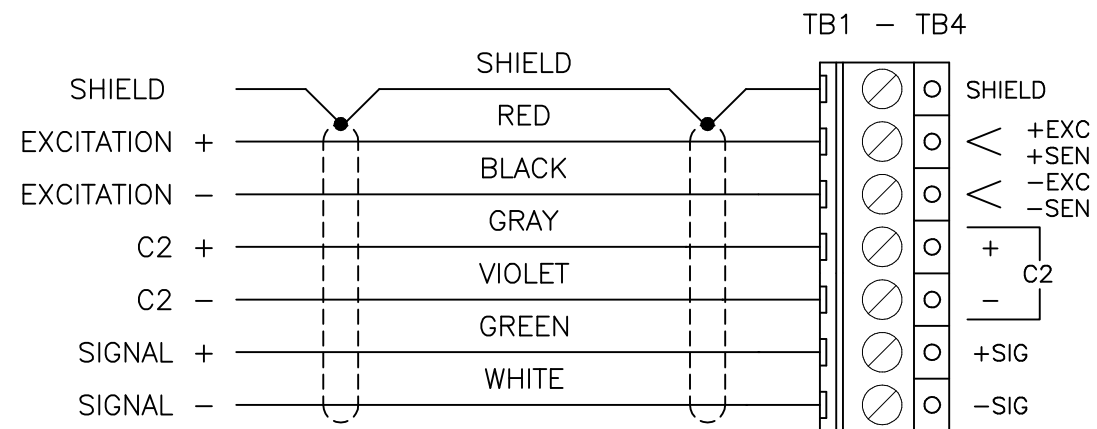 TB1 - TB4
SHIELD SHIELD SHIELD
EXCITATION + RED +EXC
+SEN
EXCITATION - BLACK -EXC
-SEN
C2 + GRAY +
C2
C2 - VIOLET -
SIGNAL + GREEN +SIG
SIGNAL - WHITE -SIG